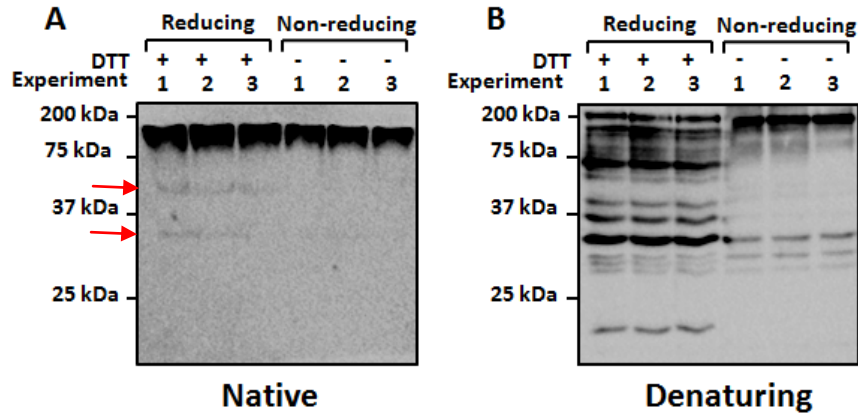 A
Reducing Non-reducing
DTT + + + - - -
Experiment 1 2 3 1 2 3
200 kDa
75 kDa
37 kDa
25 kDa
Native
B
Reducing Non-reducing
DTT + + + - - -
Experiment 1 2 3 1 2 3
200 kDa
75 kDa
37 kDa
25 kDa
Denaturing